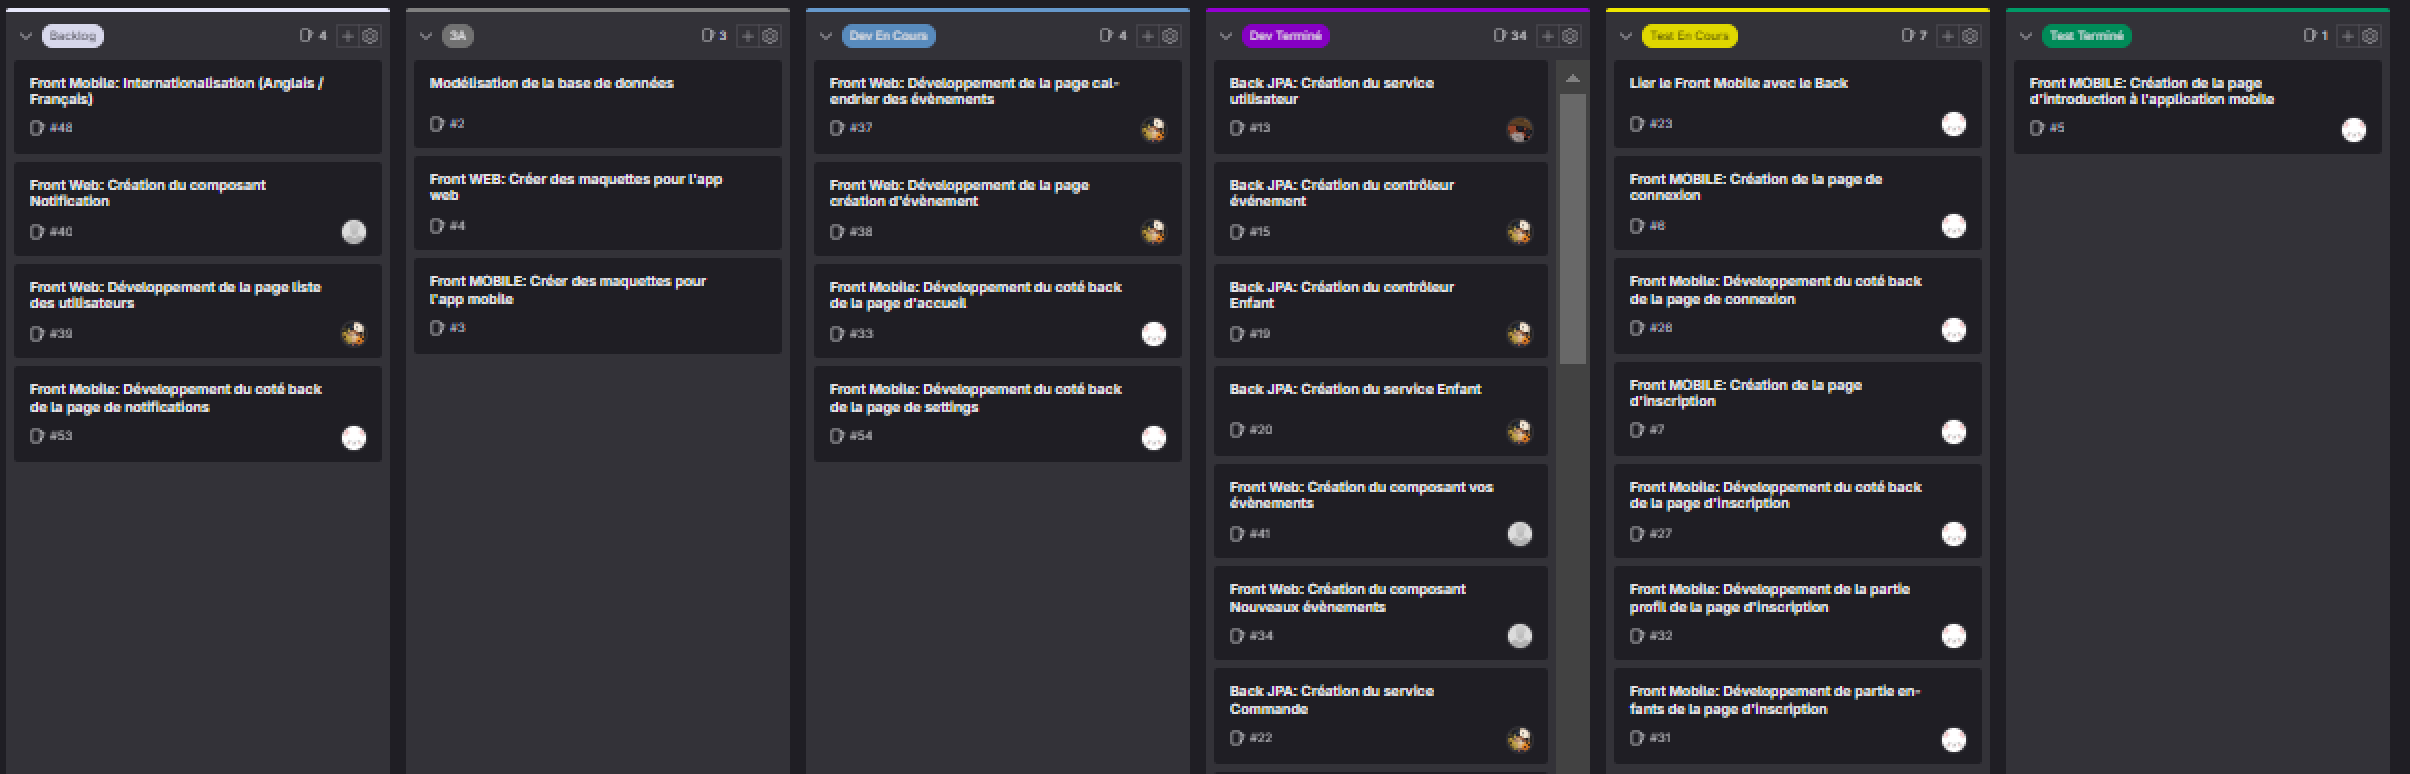 Backlog
4
Front Mobile: Internationalisation (Anglais /
Français)
#48
Front Web: Création du composant
Notification
#40
Front Web: Développement de la page liste
des utilisateurs
#39
Front Mobile: Développement du coté back
de la page de notifications
#53
3A
3
Modélisation de la base de données
#2
Front WEB: Créer des maquettes pour l'app
web
#4
Front MOBILE: Créer des maquettes pour
l'app mobile
#3
Dev En Cours
4
Front Web: Développement de la page cal-
endrier des évènements
#37
Front Web: Développement de la page
création d'évènement
#38
Front Mobile: Développement du coté back
de la page d'accueil
#33
Front Mobile: Développement du coté back
de la page de settings
#54
Dev Terminé
34
Back JPA: Création du service
utilisateur
#13
Back JPA: Création du contrôleur
événement
#15
Back JPA: Création du contrôleur
Enfant
#19
Back JPA: Création du service Enfant
#20
Front Web: Création du composant vos
évènements
#41
Front Web: Création du composant
Nouveaux évènements
#34
Back JPA: Création du service
Commande
#22
Test En Cours
7
Lier le Front Mobile avec le Back
#23
Front MOBILE: Création de la page de
connexion
#6
Front Mobile: Développement du coté back
de la page de connexion
#26
Front MOBILE: Création de la page
d'inscription
#7
Front Mobile: Développement du coté back
de la page d'inscription
#27
Front Mobile: Développement de la partie
profil de la page d'inscription
#32
Front Mobile: Développement de partie en-
fants de la page d'inscription
#31
Test Terminé
1
Front MOBILE: Création de la page
d'introduction à l'application mobile
#5